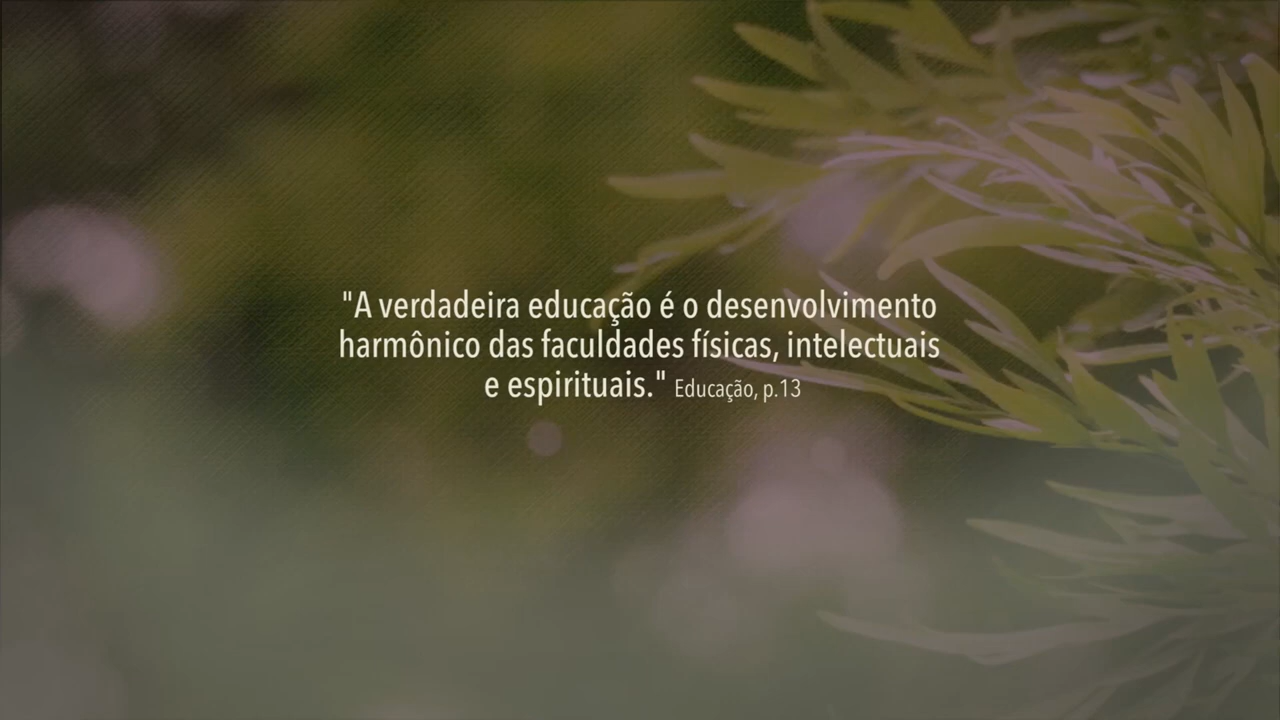 "A verdadeira educação é o desenvolvimento
harmônico das faculdades físicas, intelectuais
e espirituais." Educação, p.13